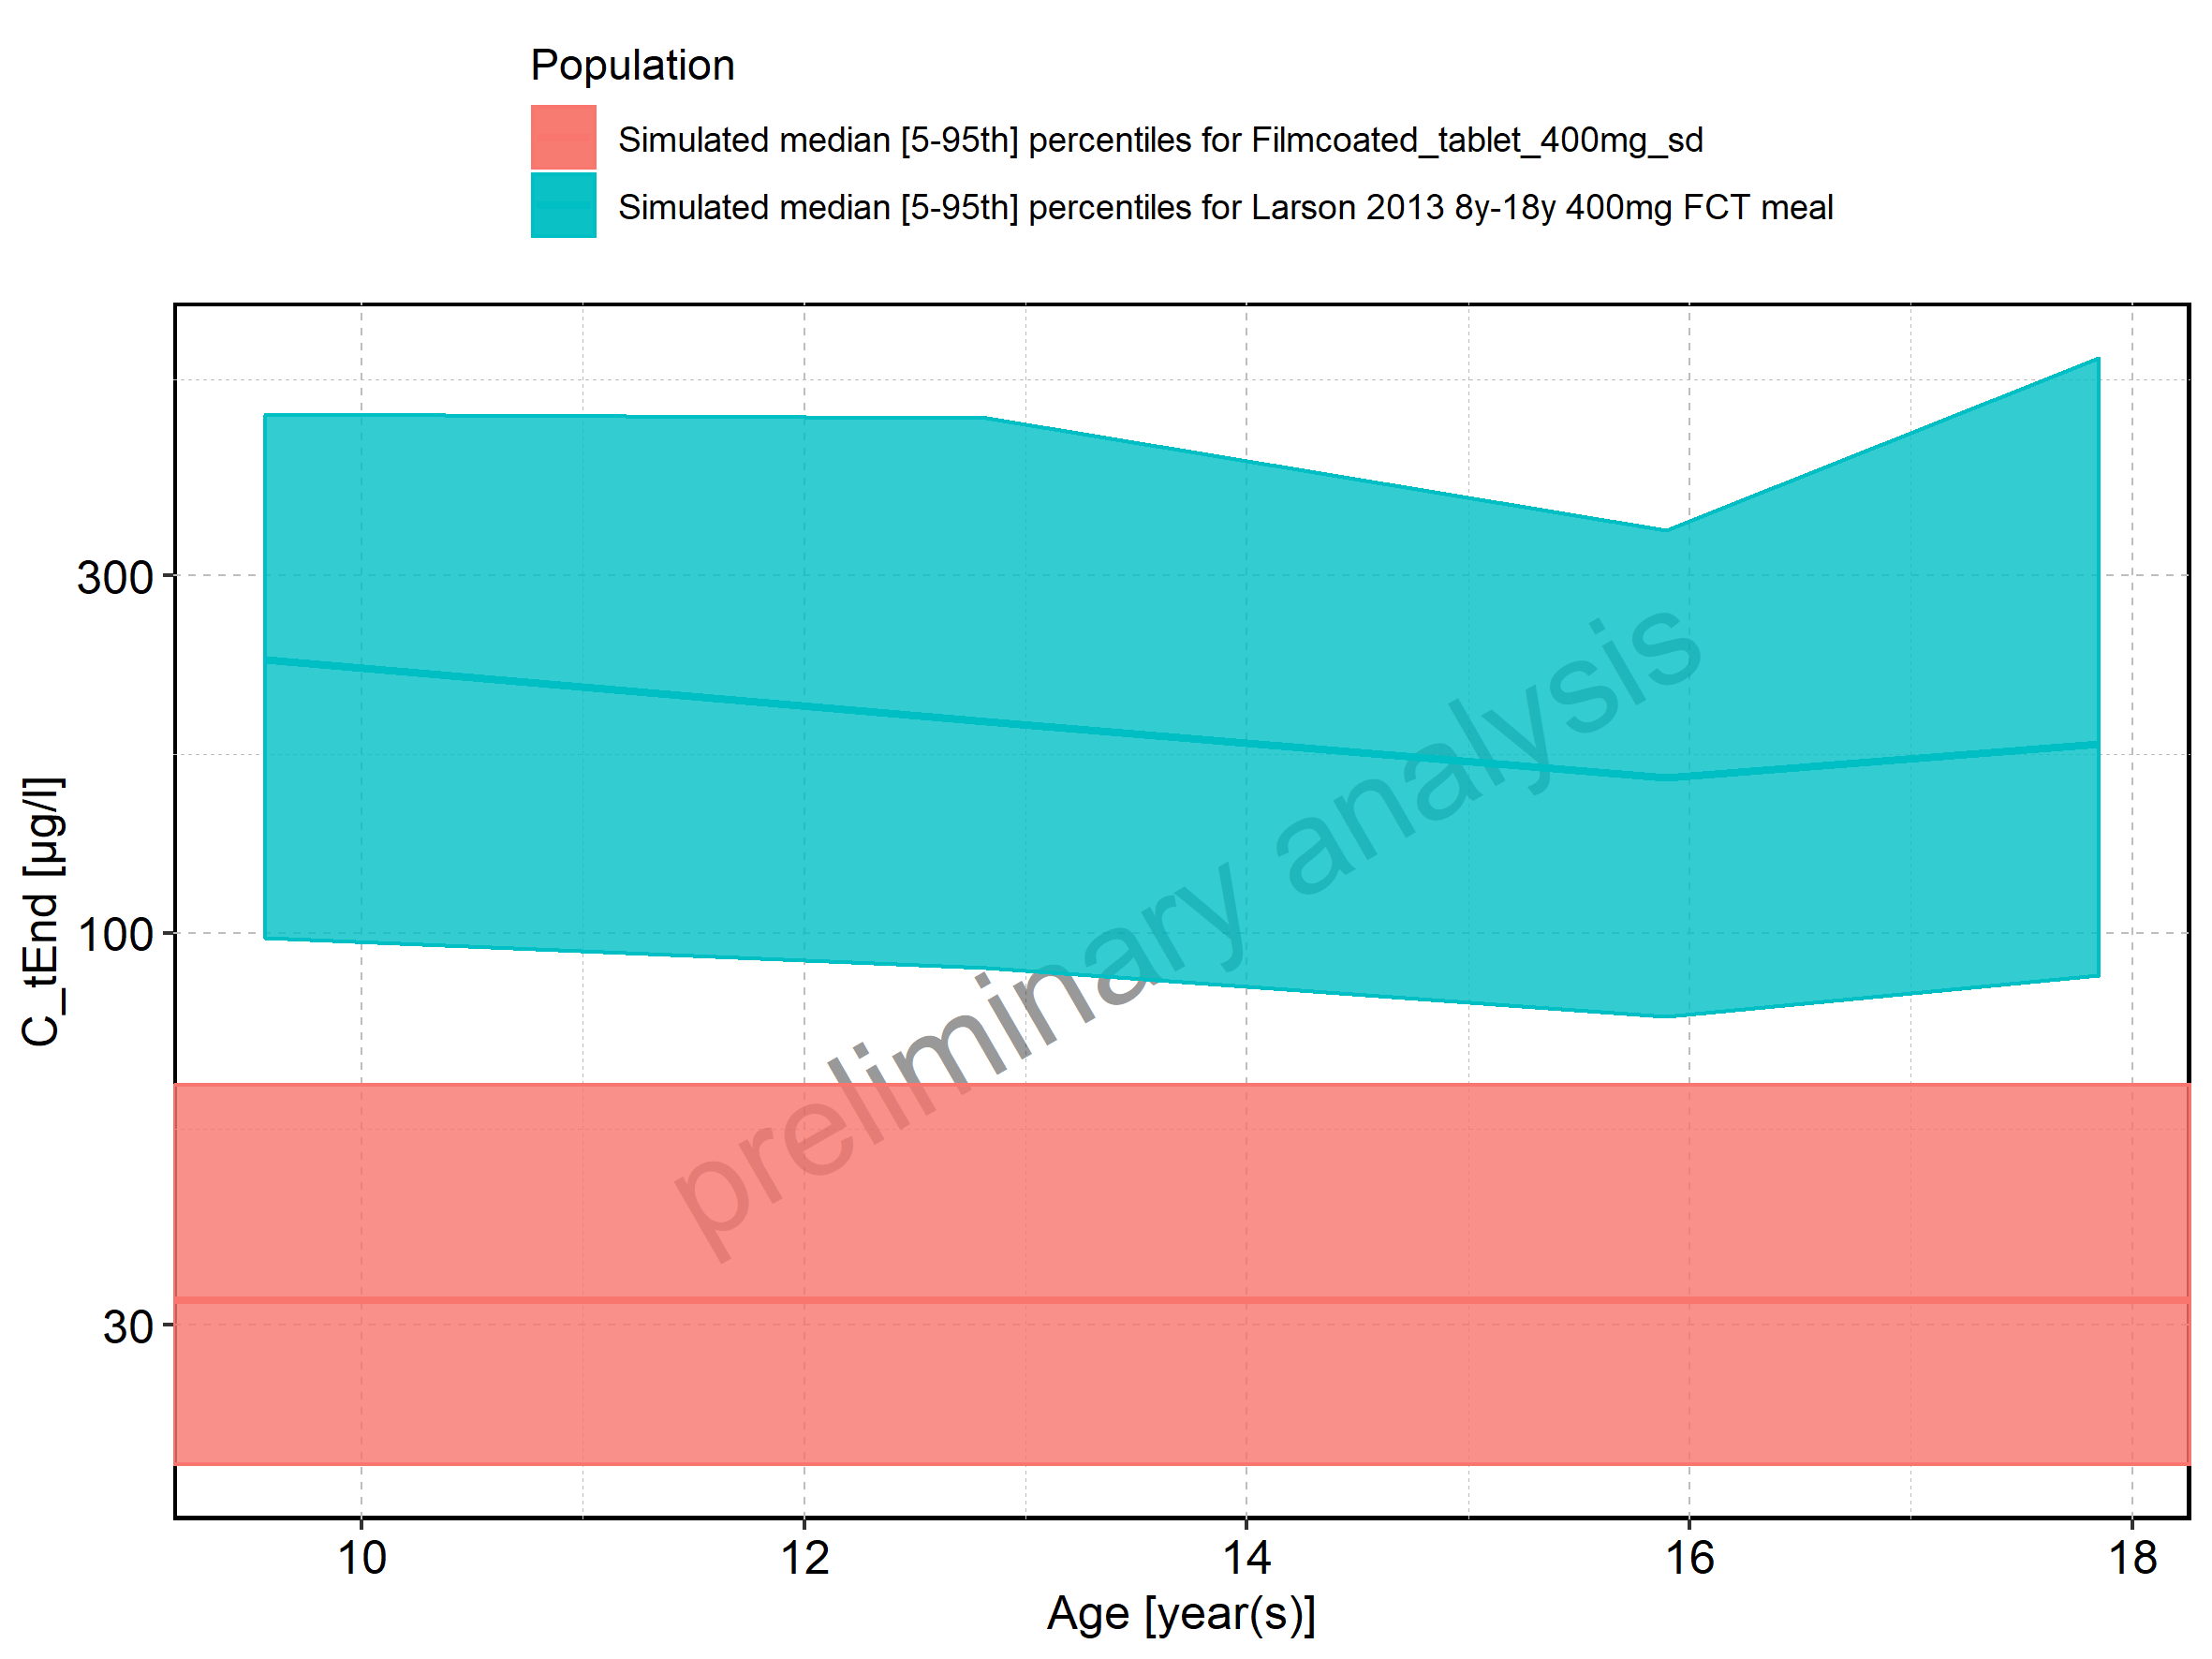 Population
Simulated median [5-95th] percentiles for Filmcoated_tablet_400mg_sd
Simulated median [5-95th] percentiles for Larson 2013 8y-18y 400mg FCT meal
300
100
30
C_tEnd [µg/l]
preliminary analysis
10 12 14 16 18
Age [year(s)]